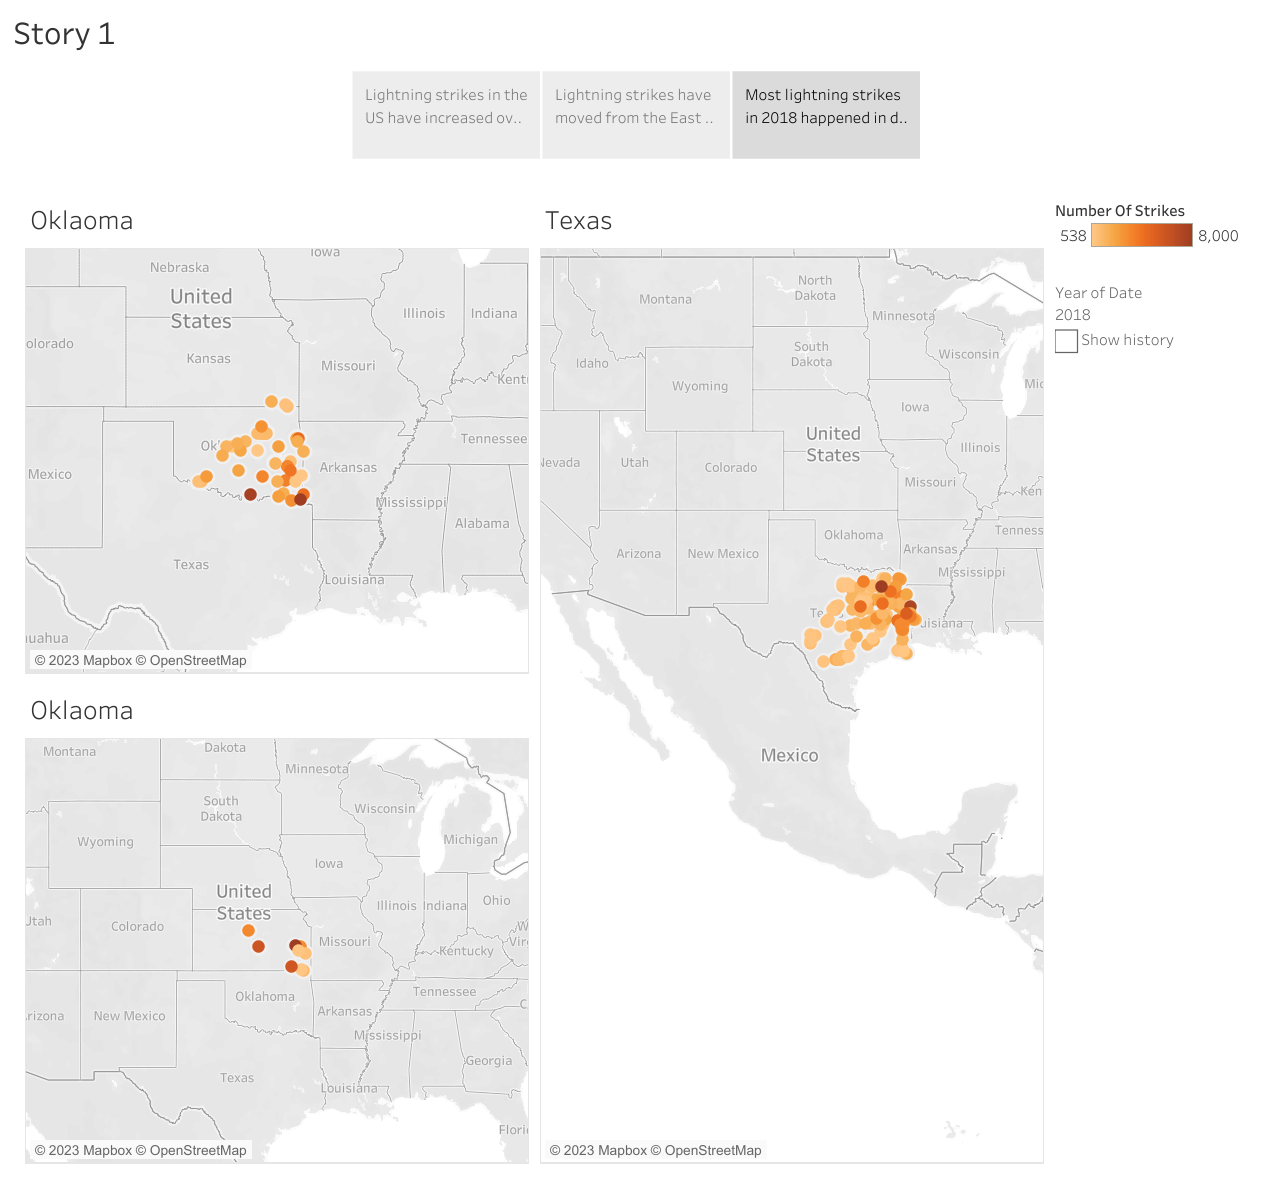 Story 1
Lightning strikes in the
US have increased ov..
Lightning strikes have
moved from the East ..
Most lightning strikes
in 2018 happened in d..
Oklaoma
Iowa
Nebraska
United
States
Illinois
Indiana
olorado
Kansas
Missouri
Kent
Okl
Tennessee
Mexico
Arkansas
Mississippi
Alabama
Texas
Louisiana
uahua
© 2023 Mapbox © OpenStreetMap
Texas
Montana
North
Dakota
Minnesota
Idaho
South
Dakota
Wisconsin
Wyoming
Mic
Iowa
United
States
Illinois
Nevada
Utah
Colorado
Missouri
Ken
Oklahoma
Tenness
Arizona
New Mexico
Arkansas
Mississippi
Te
uisiana
Mexico
© 2023 Mapbox © OpenStreetMap
Number Of Strikes
538
8,000
Year of Date
2018
Show history
Oklaoma
Montana
Dakota
Minnesota
South
Dakota
Wisconsin
Wyoming
Michigan
Iowa
United
States
Illinois
Indiana
Ohio
Utah
Colorado
W
Virg
Missouri
Kentucky
Oklahoma
Tennessee
rizona
New Mexico
Arkansas
C
Mississippi
Georgia
Texas
Louisiana
Flori
© 2023 Mapbox © OpenStreetMap